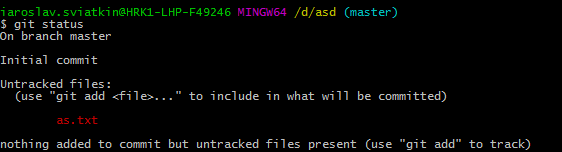 iaroslav.sviatkin@HRK1-LHP-F49246 MINGW64 /d/asd (master)
$ git status
On branch master
Initial commit
Untracked files:
(use "git add <file>..." to include in what will be committed)
as.txt
nothing added to commit but untracked files present (use "git add" to track)